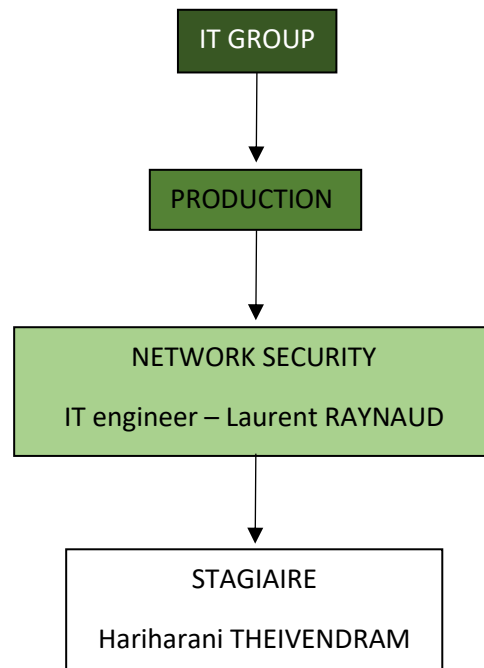 IT GROUP
PRODUCTION
NETWORK SECURITY
IT engineer – Laurent RAYNAUD
STAGIAIRE
Hariharani THEIVENDRAM